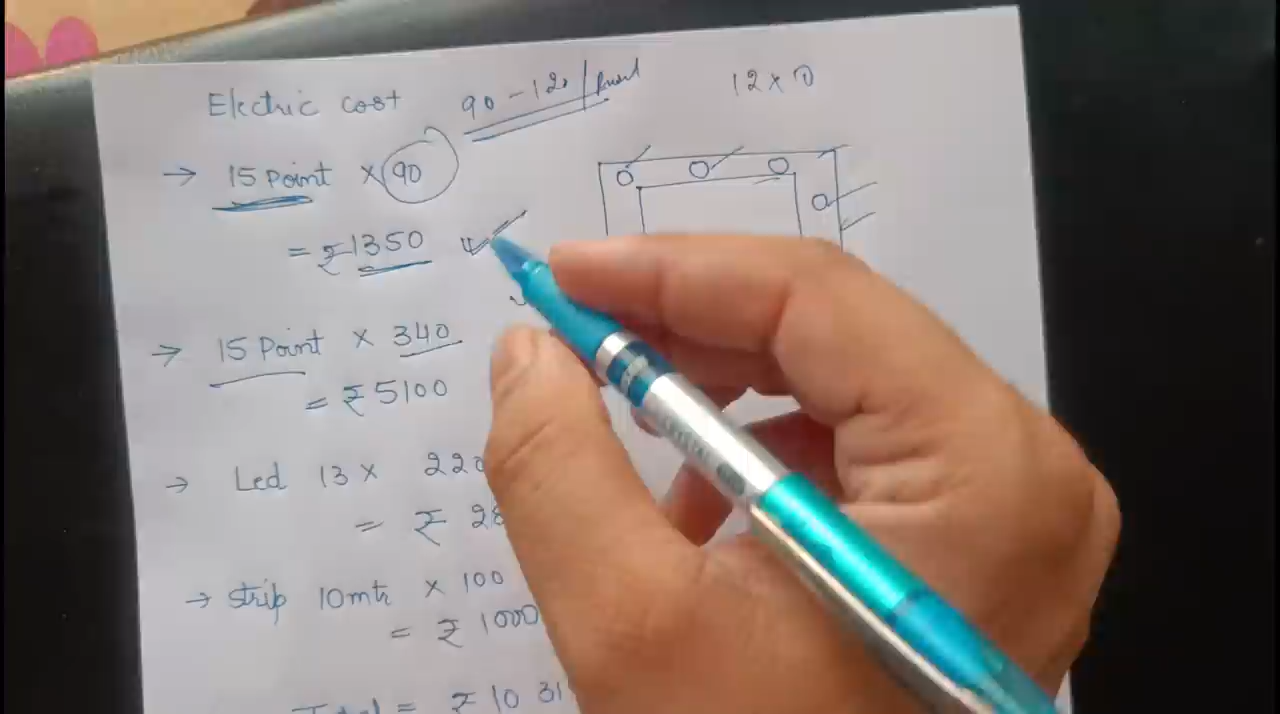 Electric cost 90 - 120/Point
12 x
→ 15 Point x 90
= ₹ 1350
→ 15 Point x 340
= ₹ 5100
→ Led 13 x 220
= ₹ 28
→ strip 10mtr x 100
= ₹ 1000
Total = ₹ 10 31